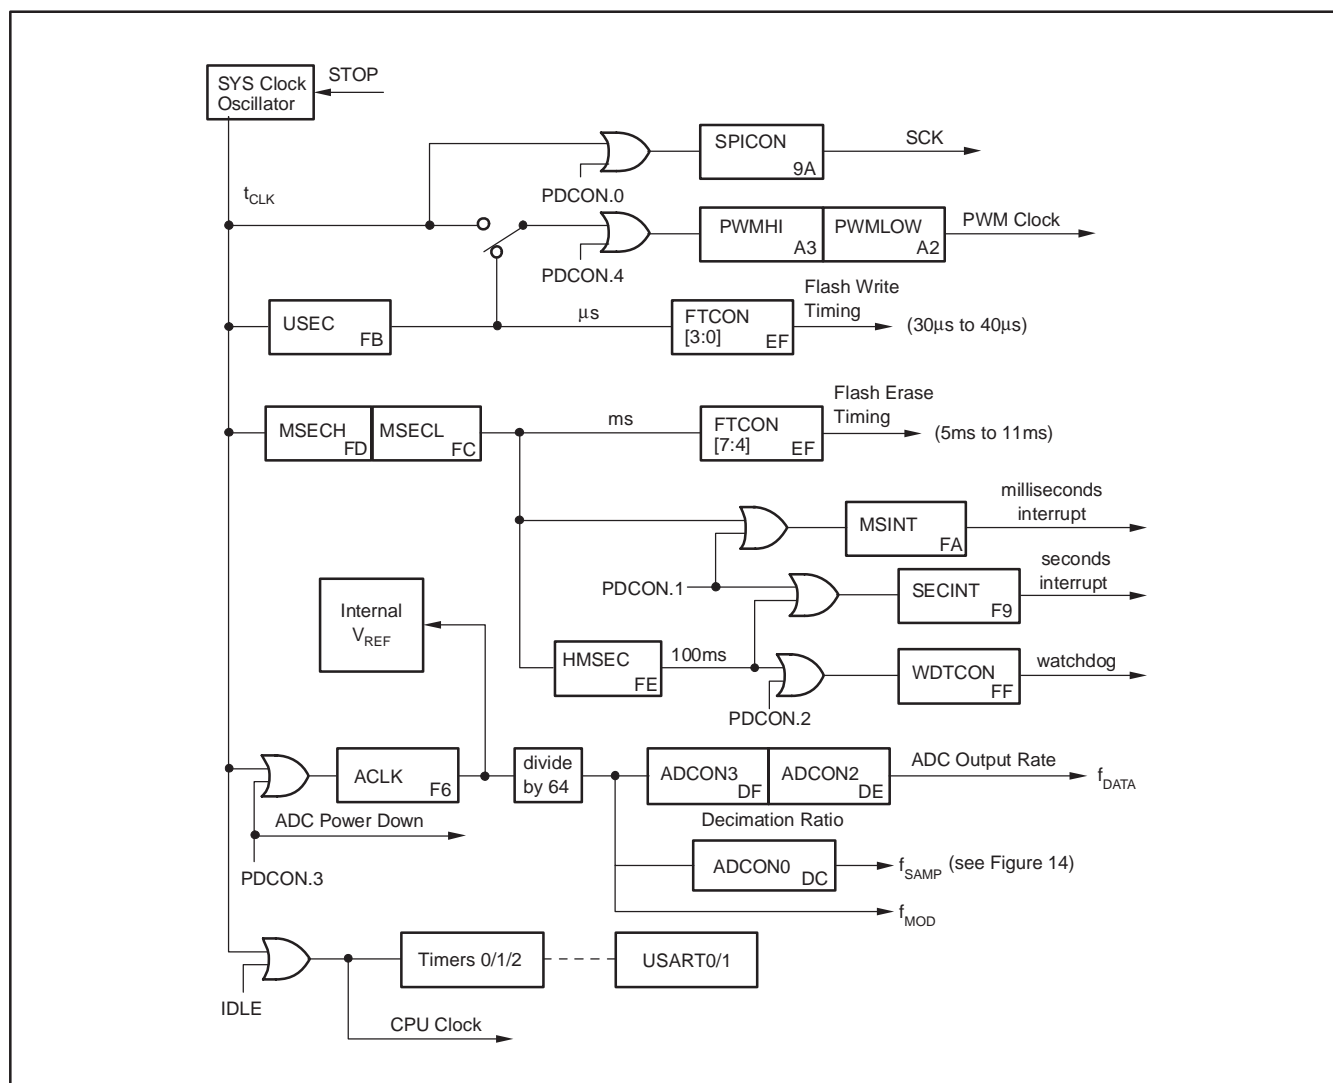 SYS Clock
Oscillator
STOP
t_CLK
SPICON
9A
SCK
PDCON.0
PWMHI
A3
PWMLOW
A2
PWM Clock
PDCON.4
USEC
FB
μs
FTCON
[3:0]
EF
Flash Write
Timing
(30μs to 40μs)
MSECH
FD
MSECL
FC
ms
FTCON
[7:4]
EF
Flash Erase
Timing
(5ms to 11ms)
MSINT
FA
milliseconds
interrupt
PDCON.1
SECINT
F9
seconds
interrupt
Internal
V_REF
HMSEC
FE
100ms
WDTCON
FF
watchdog
PDCON.2
ACLK
F6
divide
by 64
ADCON3
DF
ADCON2
DE
ADC Output Rate
f_DATA
ADC Power Down
Decimation Ratio
PDCON.3
ADCON0
DC
f_SAMP (see Figure 14)
f_MOD
Timers 0/1/2
USART0/1
IDLE
CPU Clock